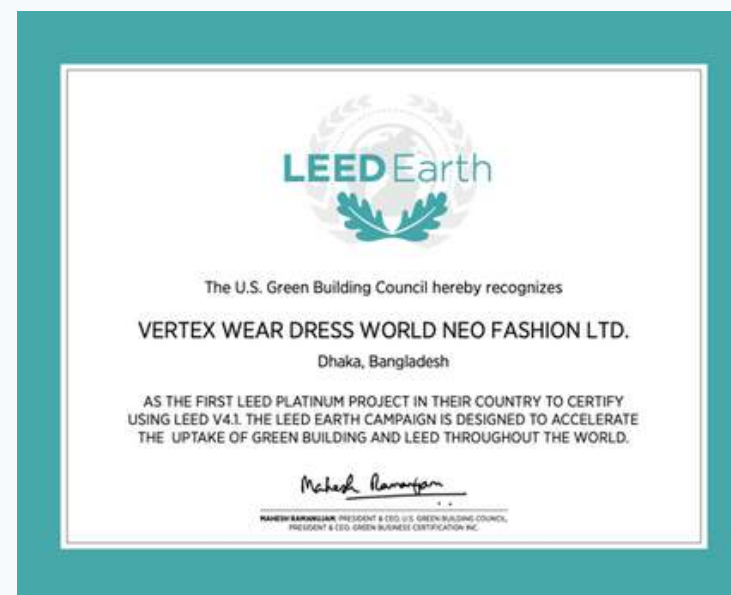 LEED Earth
The U.S. Green Building Council hereby recognizes
VERTEX WEAR DRESS WORLD NEO FASHION LTD.
Dhaka, Bangladesh
AS THE FIRST LEED PLATINUM PROJECT IN THEIR COUNTRY TO CERTIFY
USING LEED V4.1. THE LEED EARTH CAMPAIGN IS DESIGNED TO ACCELERATE
THE UPTAKE OF GREEN BUILDING AND LEED THROUGHOUT THE WORLD.
Mahesh Ramanujam
MAHESH RAMANUJAM, PRESIDENT & CEO, U.S. GREEN BUILDING COUNCIL,
PRESIDENT & CEO, GREEN BUSINESS CERTIFICATION INC.